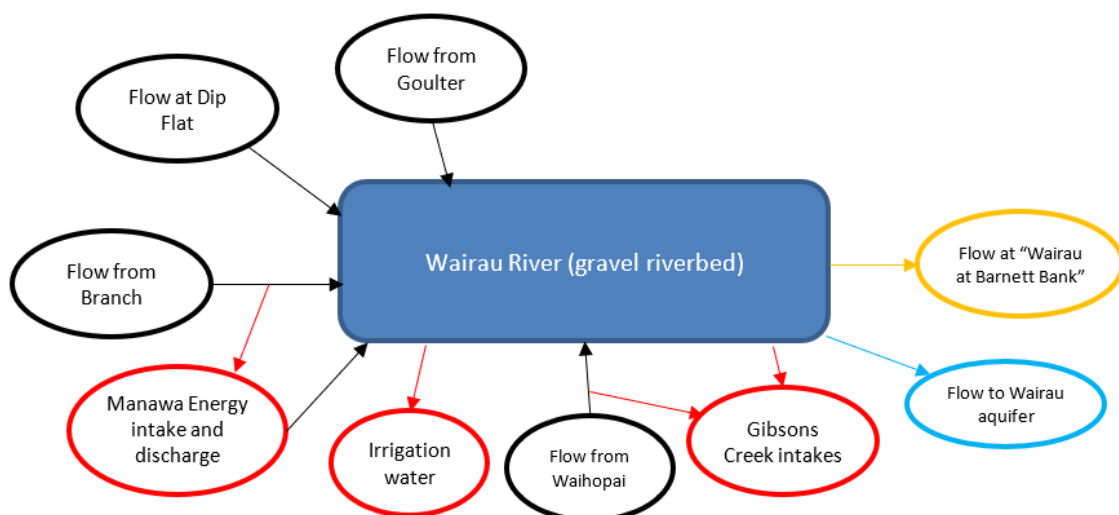 Flow from
Goulter
Flow at Dip
Flat
Wairau River (gravel riverbed)
Flow from
Branch
Flow at “Wairau
at Barnett Bank”
Manawa Energy
intake and
discharge
Irrigation
water
Flow from
Waihopai
Gibsons
Creek intakes
Flow to Wairau
aquifer